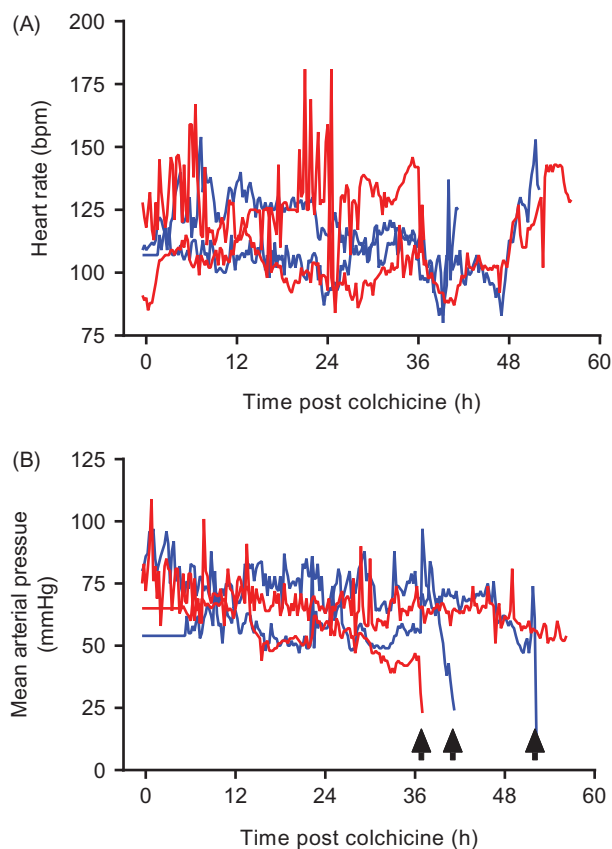 (A)
200
175
150
125
100
75
Heart rate (bpm)
0 12 24 36 48 60
Time post colchicine (h)
(B)
125
100
75
50
25
0
Mean arterial pressue
(mmHg)
0 12 24 36 48 60
Time post colchicine (h)